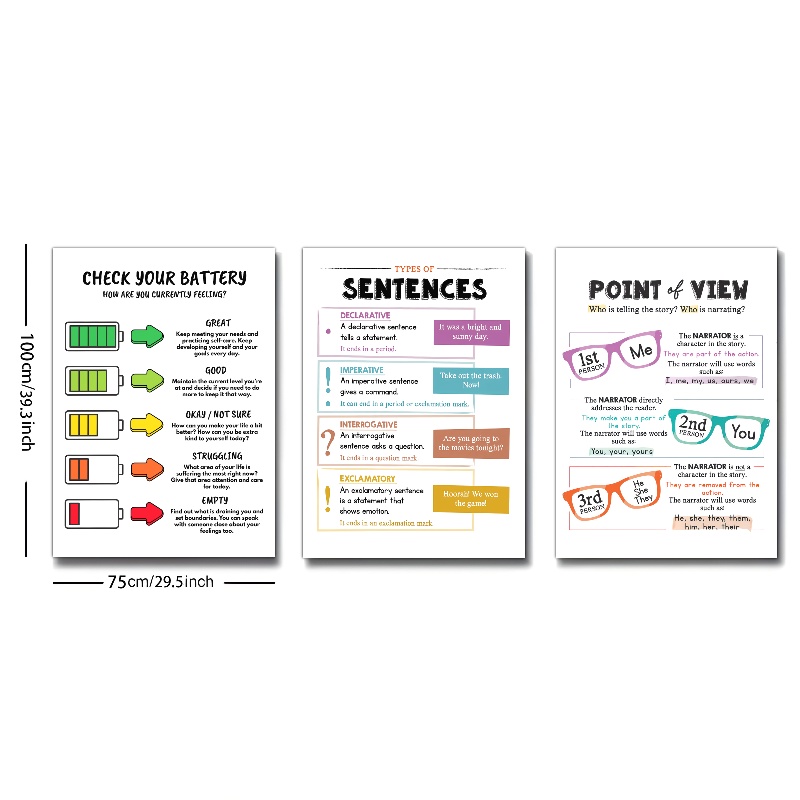 100cm/39.3inch
75cm/29.5inch
CHECK YOUR BATTERY
HOW ARE YOU CURRENTLY FEELING?
GREAT
Keep meeting your needs and
practicing self-care. Keep
developing yourself and your
goals every day.
GOOD
Maintain the current level you're
at and decide if you need to do
more to keep it that way.
OKAY / NOT SURE
How can you make your life a bit
better? How can you be extra
kind to yourself today?
STRUGGLING
What area of your life is
suffering the most right now?
Give that area attention and care
for today.
EMPTY
Find out what is draining you and
set boundaries. You can speak
with someone close about your
feelings too.
TYPES OF
SENTENCES
DECLARATIVE
A declarative sentence
tells a statement.
It ends in a period.
It was a bright and
sunny day.
IMPERATIVE
An imperative sentence
gives a command.
It can end in a period or exclamation mark.
Take out the trash
Now!
INTERROGATIVE
An interrogative
sentence asks a question.
It ends in a question mark.
Are you going to
the movies tonight?
EXCLAMATORY
An exclamatory sentence
is a statement that
shows emotion.
It ends in an exclamation mark.
Hoorah! We won
the game!
POINT of VIEW
Who is telling the story? Who is narrating?
1st
PERSON
Me
The NARRATOR is a
character in the story.
They are part of the action.
The narrator will use words
such as:
I, me, my, us, ours, we
The NARRATOR directly
addresses the reader.
They make you a part of
the story.
The narrator will use words
such as:
You, your, yours
2nd
PERSON
You
3rd
PERSON
He
She
They
The NARRATOR is not a
character in the story.
They are removed from the
action.
The narrator will use words
such as:
He, she, they, them,
him, her, their